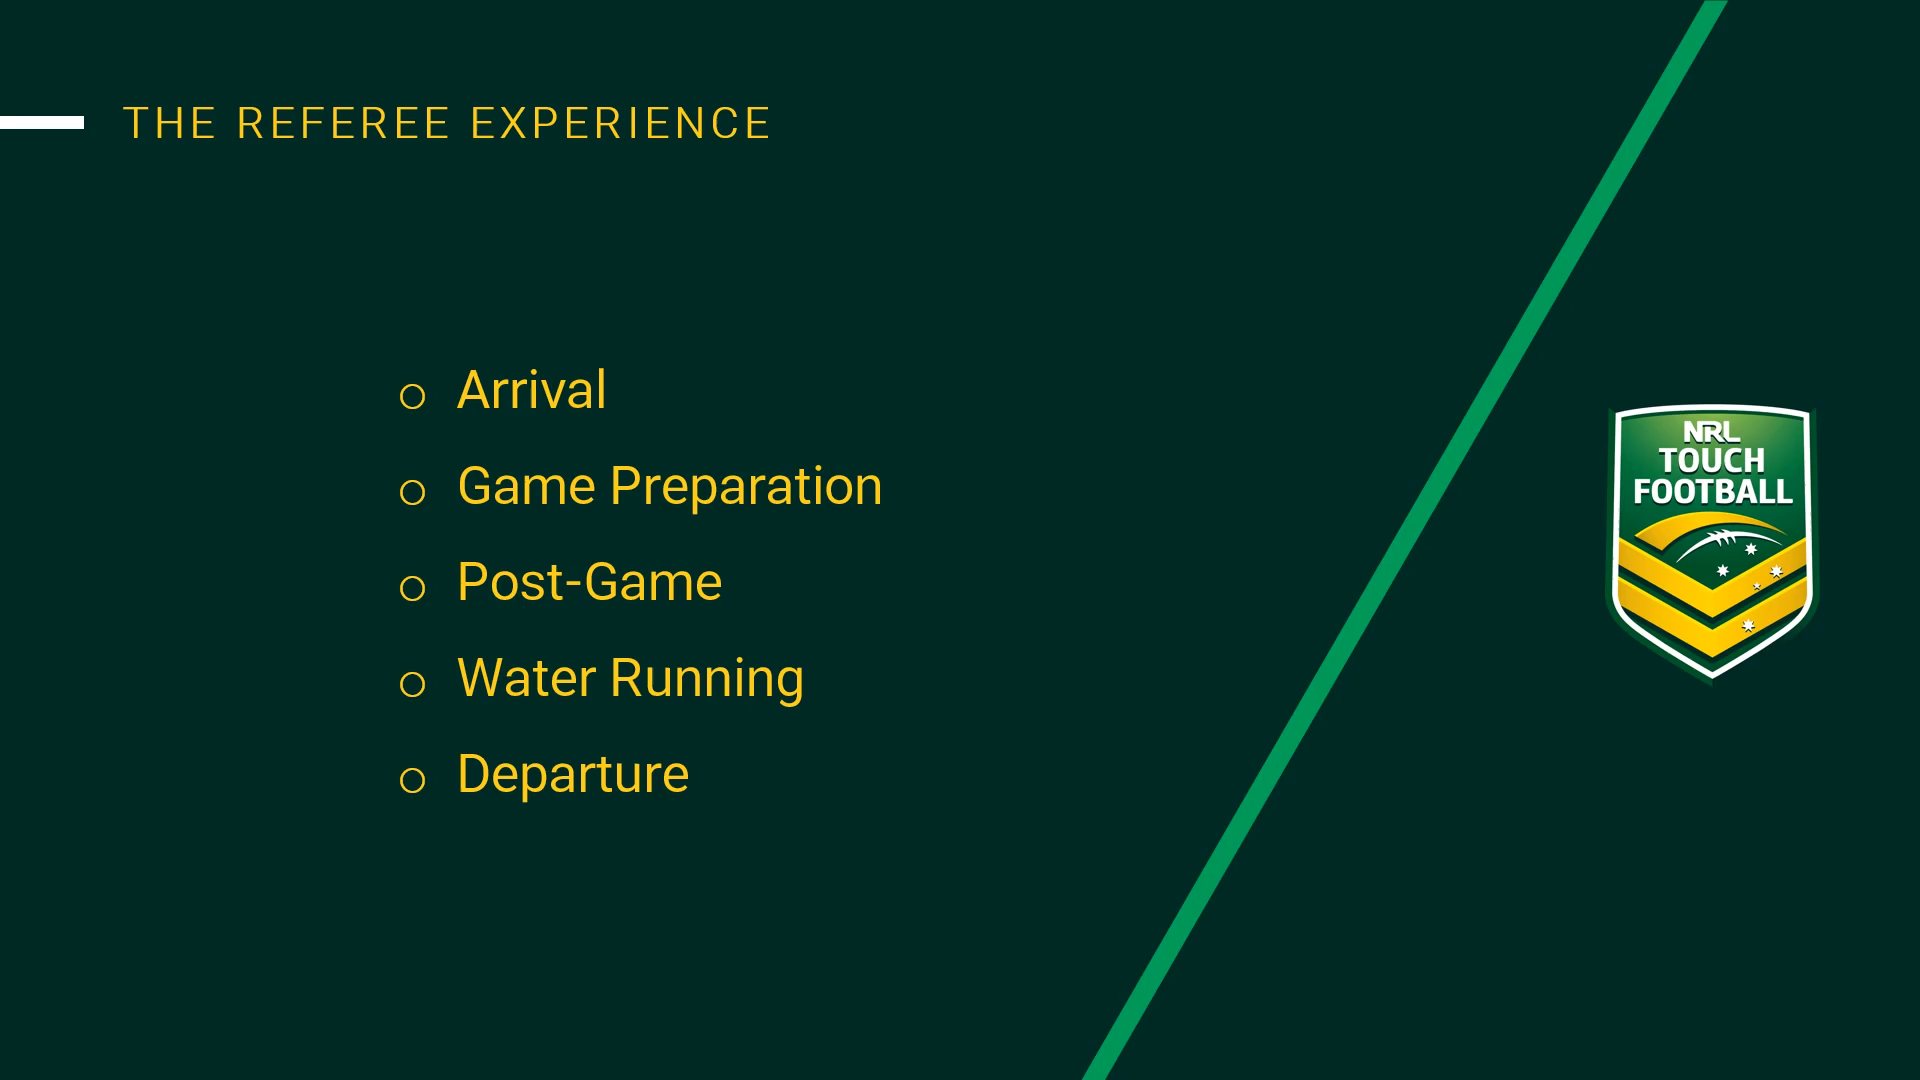 THE REFEREE EXPERIENCE
Arrival
Game Preparation
Post-Game
Water Running
Departure
NRL
TOUCH
FOOTBALL